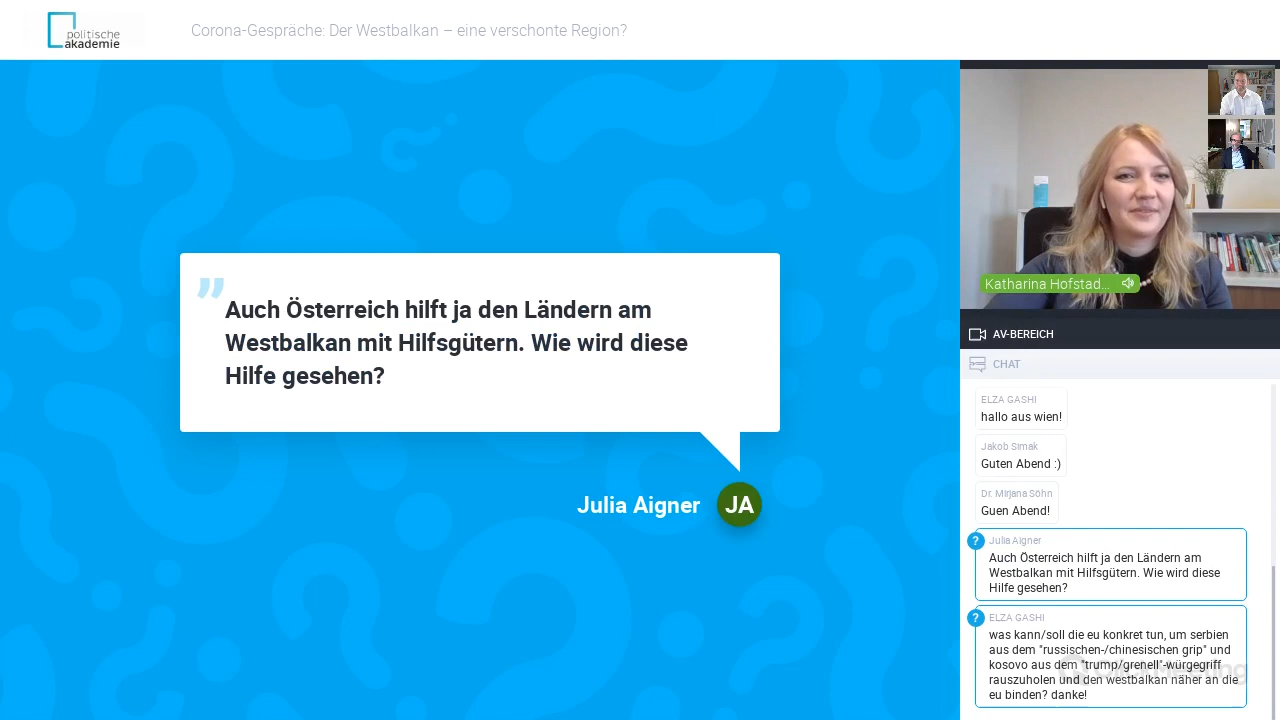 politische
akademie
Corona-Gespräche: Der Westbalkan – eine verschonte Region?
"
Auch Österreich hilft ja den Ländern am
Westbalkan mit Hilfsgütern. Wie wird diese
Hilfe gesehen?
Julia Aigner
JA
Katharina Hofstad...
AV-BEREICH
CHAT
ELZA GASHI
hallo aus wien!
Jakob Simak
Guten Abend :)
Dr. Mirjana Söhn
Guen Abend!
?
Julia Aigner
Auch Österreich hilft ja den Ländern am
Westbalkan mit Hilfsgütern. Wie wird diese
Hilfe gesehen?
?
ELZA GASHI
was kann/soll die eu konkret tun, um serbien
aus dem "russischen-/chinesischen grip" und
kosovo aus dem "trump/grenell"-würgegriff
rauszuholen und den westbalkan näher an die
eu binden? danke!